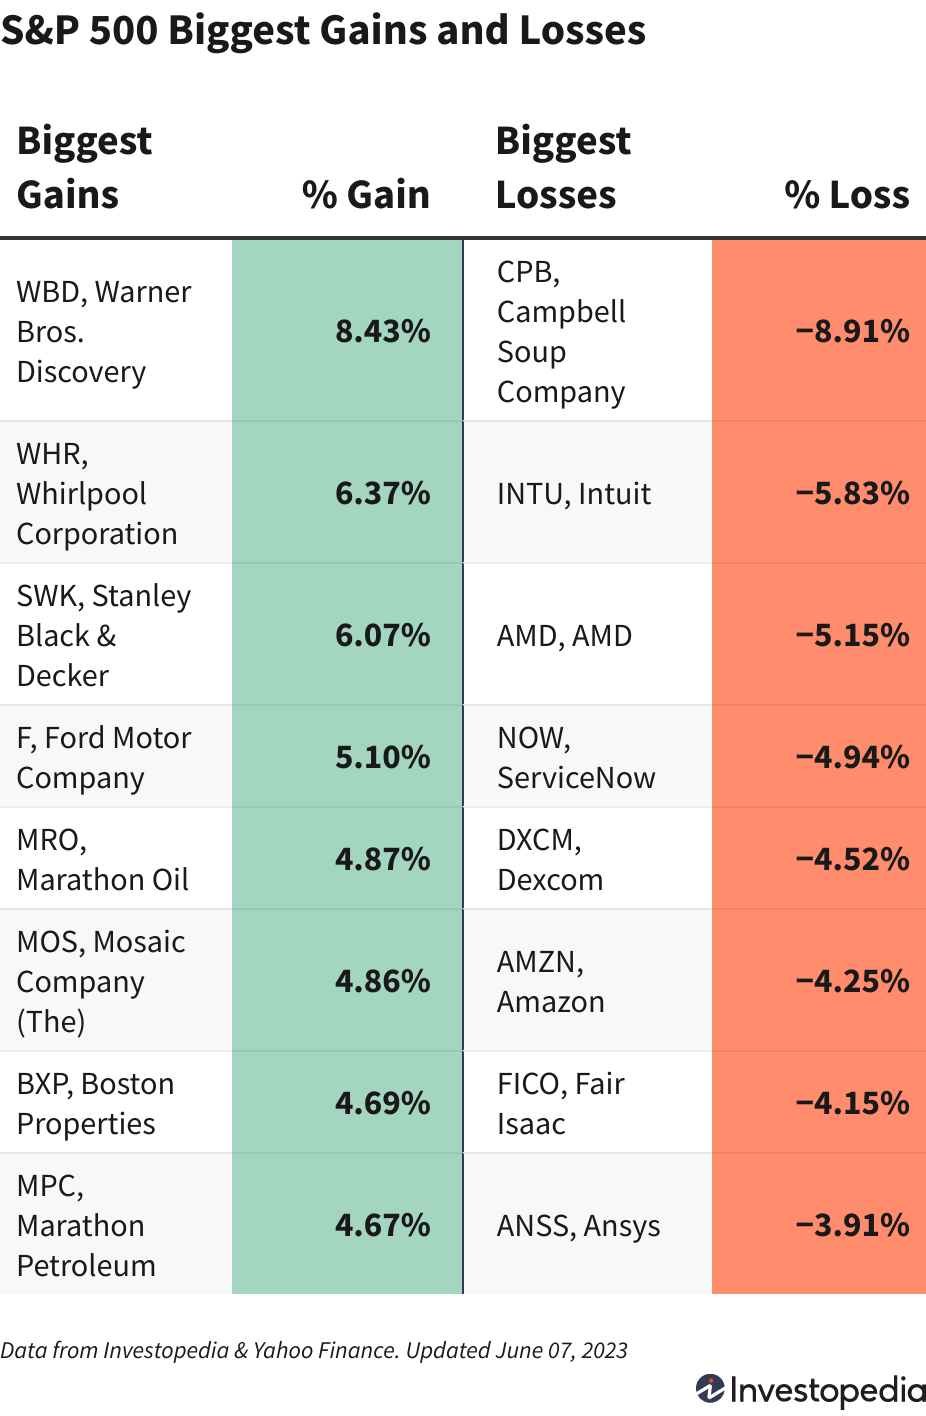 S&P 500 Biggest Gains and Losses
Biggest
Gains
% Gain
Biggest
Losses
% Loss
WBD, Warner
Bros.
Discovery
8.43%
CPB,
Campbell
Soup
Company
−8.91%
WHR,
Whirlpool
Corporation
6.37%
INTU, Intuit
−5.83%
SWK, Stanley
Black &
Decker
6.07%
AMD, AMD
−5.15%
F, Ford Motor
Company
5.10%
NOW,
ServiceNow
−4.94%
MRO,
Marathon Oil
4.87%
DXCM,
Dexcom
−4.52%
MOS, Mosaic
Company
(The)
4.86%
AMZN,
Amazon
−4.25%
BXP, Boston
Properties
4.69%
FICO, Fair
Isaac
−4.15%
MPC,
Marathon
Petroleum
4.67%
ANSS, Ansys
−3.91%
Data from Investopedia & Yahoo Finance. Updated June 07, 2023
Investopedia